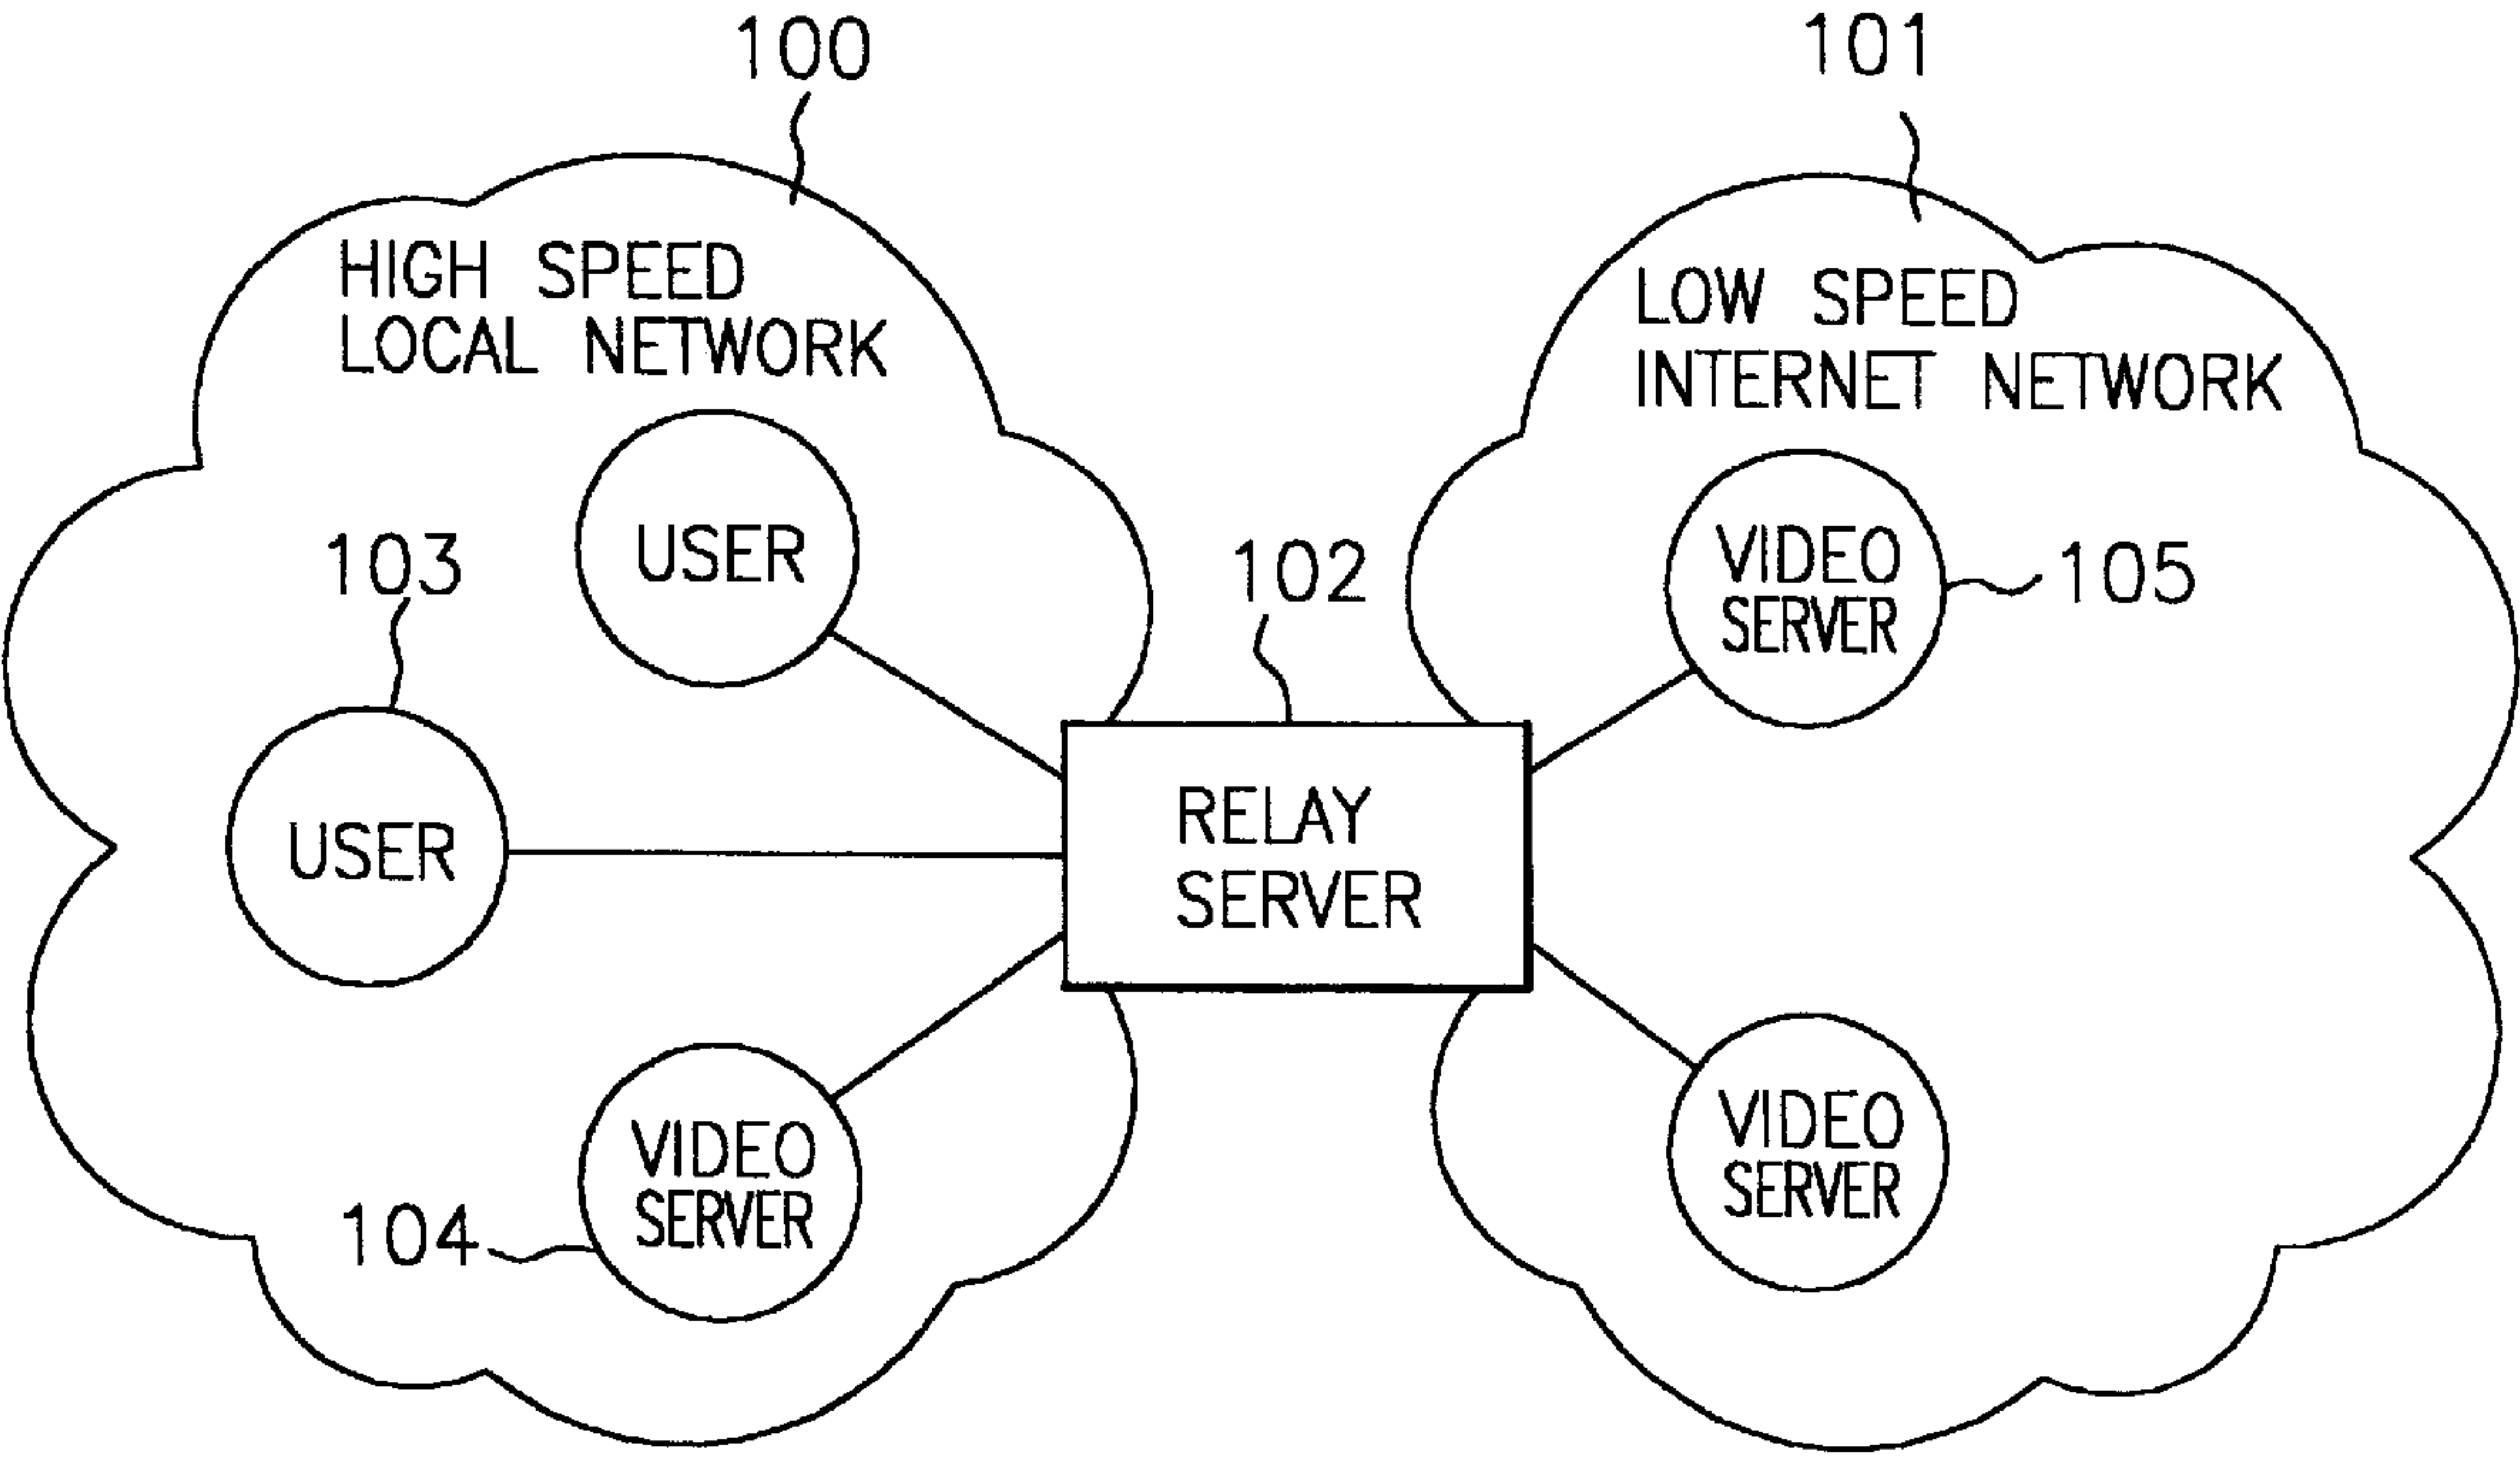 100
101
HIGH SPEED
LOCAL NETWORK
LOW SPEED
INTERNET NETWORK
USER
103
102
VIDEO
SERVER
105
USER
RELAY
SERVER
VIDEO
SERVER
104
VIDEO
SERVER